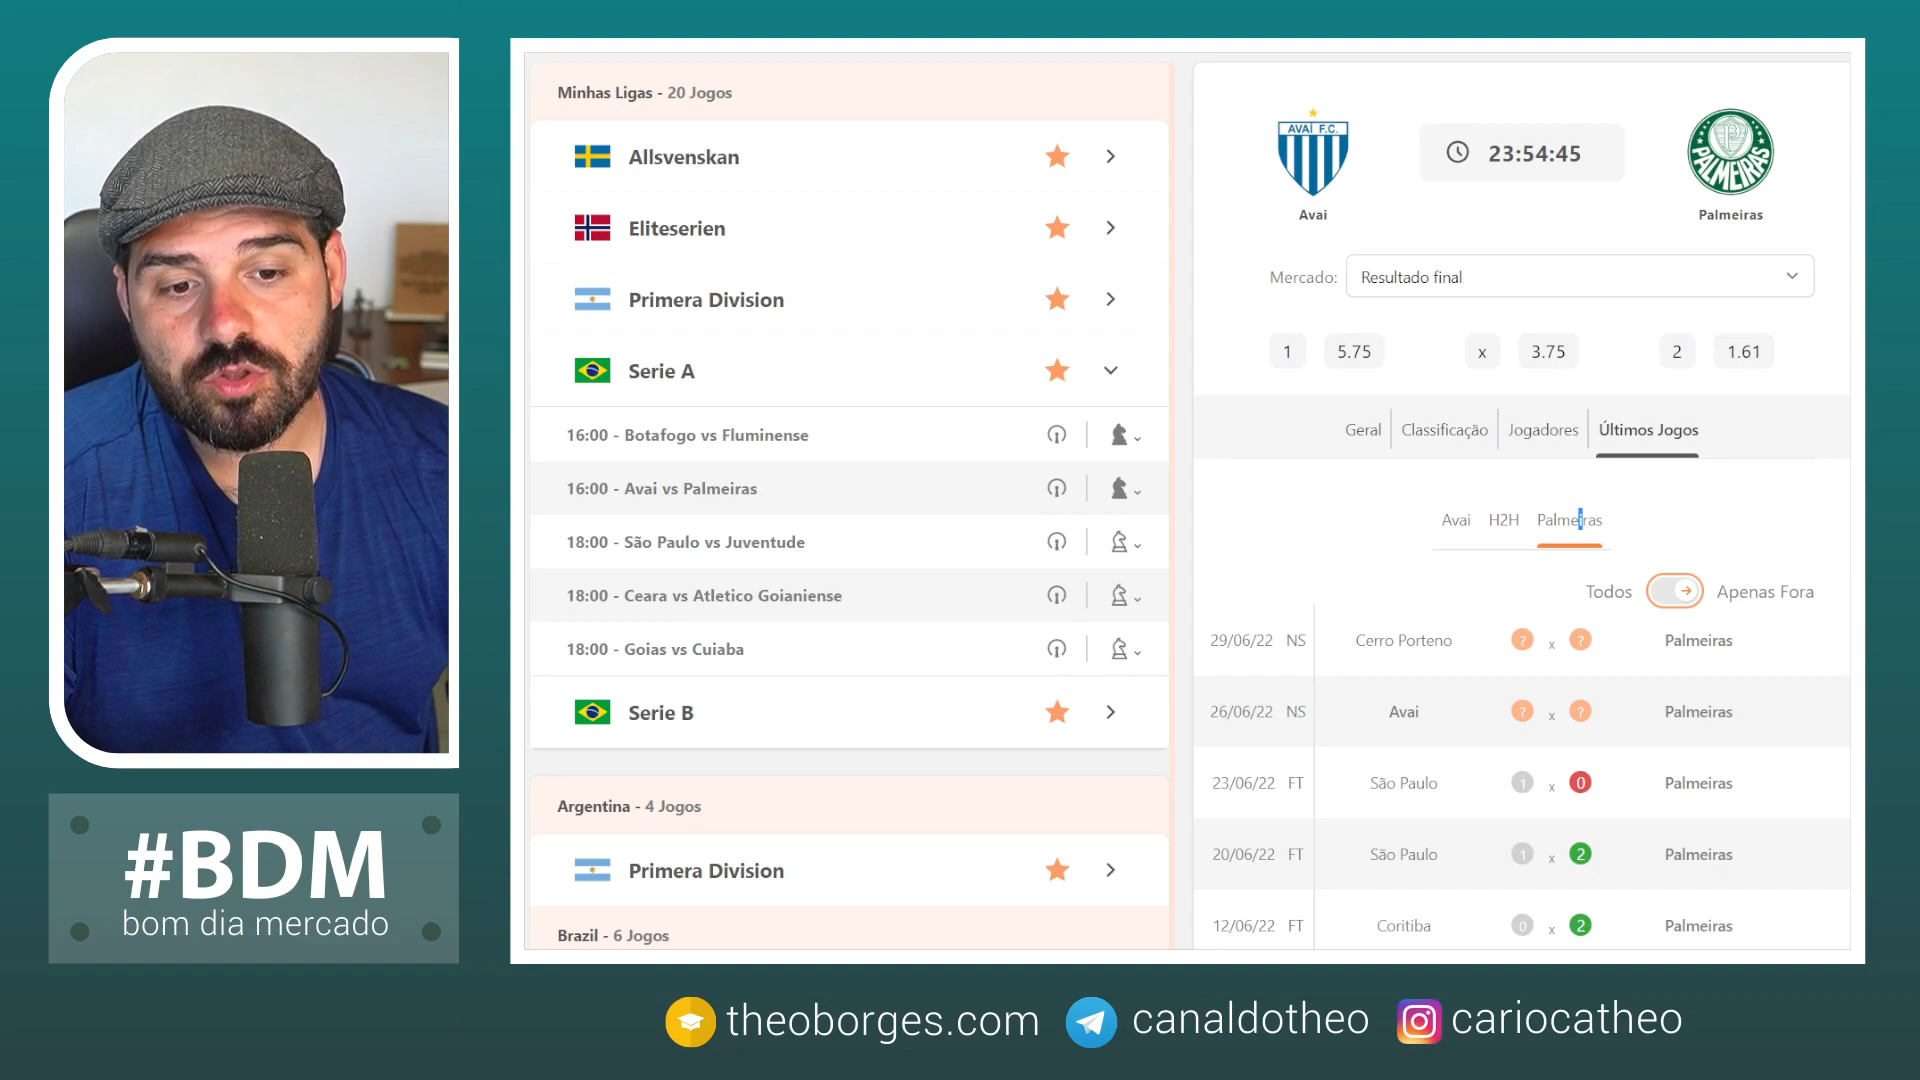 Minhas Ligas - 20 Jogos
Allsvenskan
Eliteserien
Primera Division
Serie A
16:00 - Botafogo vs Fluminense
16:00 - Avai vs Palmeiras
18:00 - São Paulo vs Juventude
18:00 - Ceara vs Atletico Goianiense
18:00 - Goias vs Cuiaba
Serie B
Argentina - 4 Jogos
Primera Division
Brazil - 6 Jogos
AVAÍ F.C.
23:54:45
PALMEIRAS
Avai
Palmeiras
Mercado: Resultado final
1 5.75 x 3.75 2 1.61
Geral Classificação Jogadores Últimos Jogos
Avai H2H Palmeiras
Todos Apenas Fora
29/06/22 NS Cerro Porteno ? x ? Palmeiras
26/06/22 NS Avai ? x ? Palmeiras
23/06/22 FT São Paulo 1 x 0 Palmeiras
20/06/22 FT São Paulo 1 x 2 Palmeiras
12/06/22 FT Coritiba 0 x 2 Palmeiras
#BDM
bom dia mercado
theoborges.com canaldotheo cariocatheo